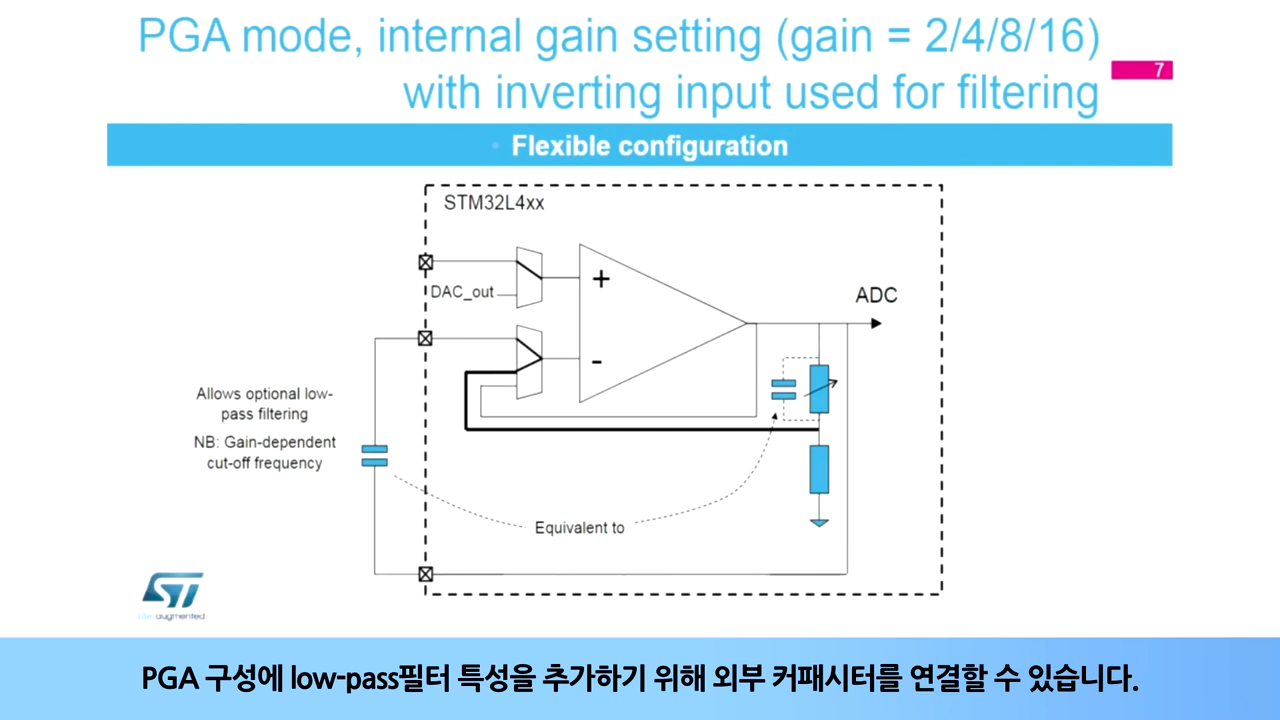 PGA mode, internal gain setting (gain = 2/4/8/16)
with inverting input used for filtering
7
• Flexible configuration
STM32L4xx
+
DAC_out
ADC
-
Allows optional low-
pass filtering
NB: Gain-dependent
cut-off frequency
Equivalent to
ST
life.augmented
PGA 구성에 low-pass필터 특성을 추가하기 위해 외부 커패시터를 연결할 수 있습니다.